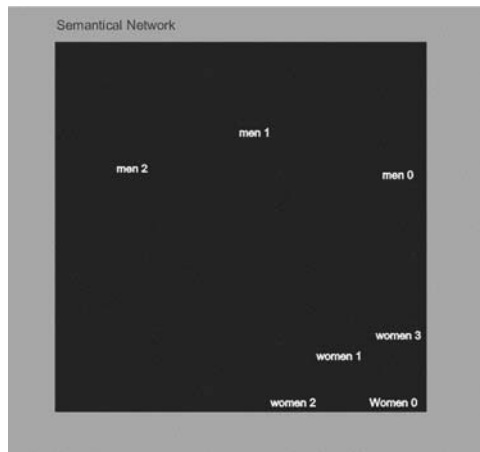 Semantical Network
men 1
men 2
men 0
women 3
women 1
women 2
Women 0